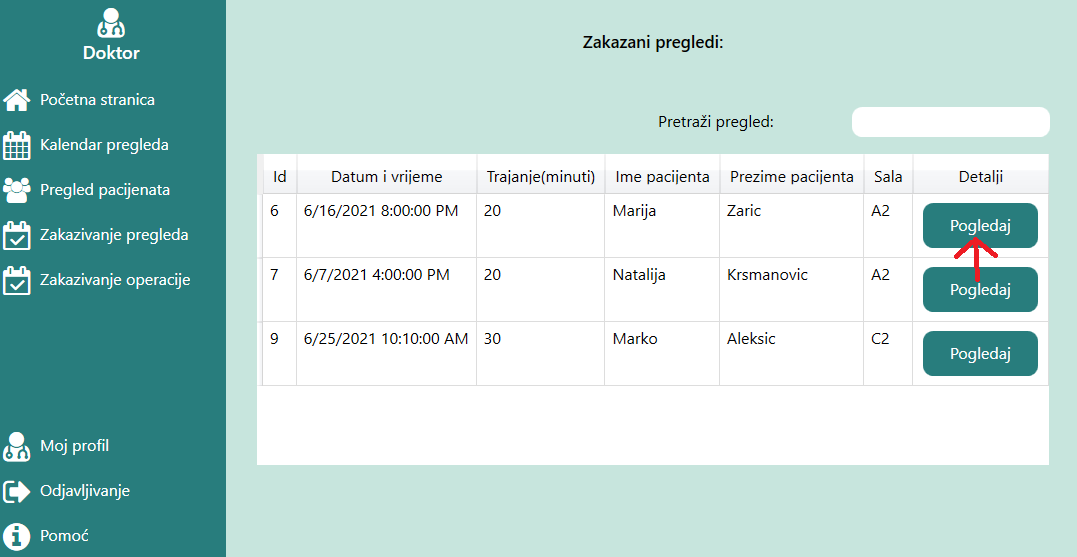 Doktor
Početna stranica
Kalendar pregleda
Pregled pacijenata
Zakazivanje pregleda
Zakazivanje operacije
Moj profil
Odjavljivanje
Pomoć
Zakazani pregledi:
Pretraži pregled:
Id Datum i vrijeme Trajanje(minuti) Ime pacijenta Prezime pacijenta Sala Detalji
6 6/16/2021 8:00:00 PM 20 Marija Zaric A2 Pogledaj
7 6/7/2021 4:00:00 PM 20 Natalija Krsmanovic A2 Pogledaj
9 6/25/2021 10:10:00 AM 30 Marko Aleksic C2 Pogledaj